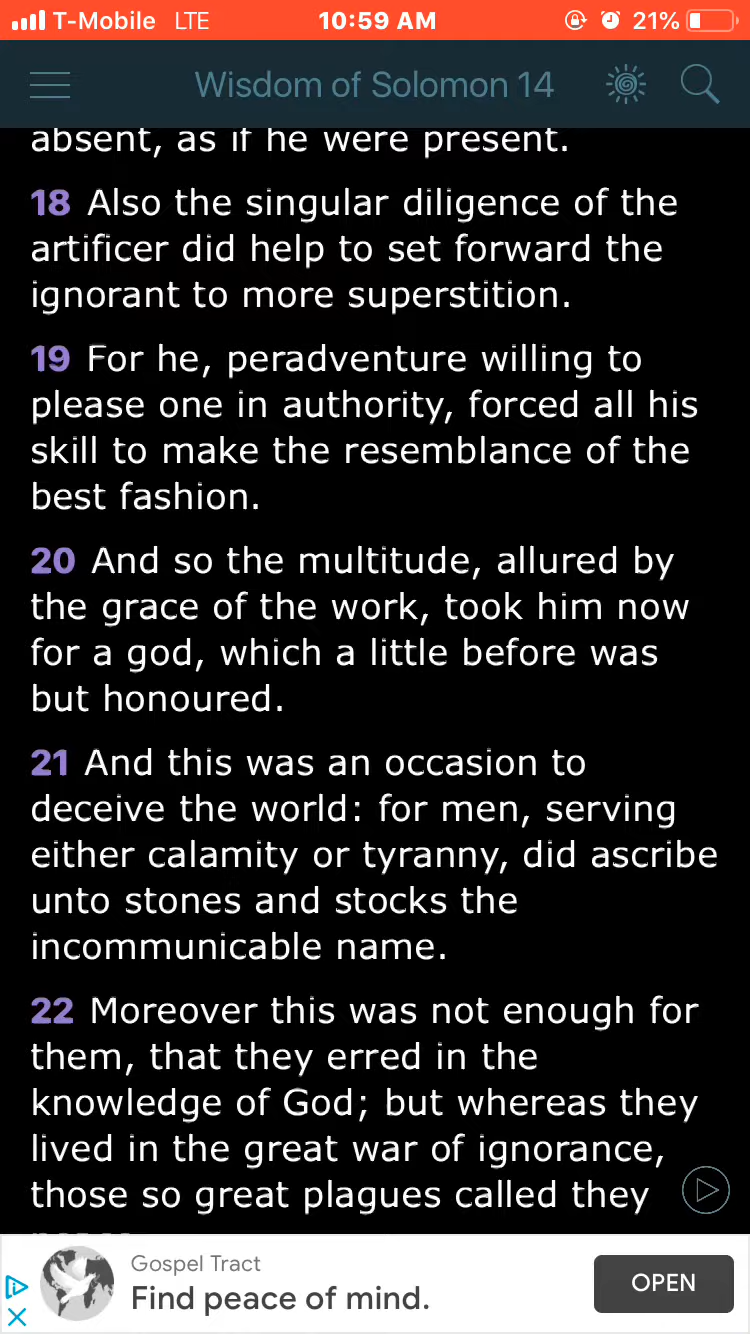 T-Mobile LTE 10:59 AM 21%
Wisdom of Solomon 14
absent, as if he were present.
18 Also the singular diligence of the
artificer did help to set forward the
ignorant to more superstition.
19 For he, peradventure willing to
please one in authority, forced all his
skill to make the resemblance of the
best fashion.
20 And so the multitude, allured by
the grace of the work, took him now
for a god, which a little before was
but honoured.
21 And this was an occasion to
deceive the world: for men, serving
either calamity or tyranny, did ascribe
unto stones and stocks the
incommunicable name.
22 Moreover this was not enough for
them, that they erred in the
knowledge of God; but whereas they
lived in the great war of ignorance,
those so great plagues called they
Gospel Tract
Find peace of mind.
OPEN